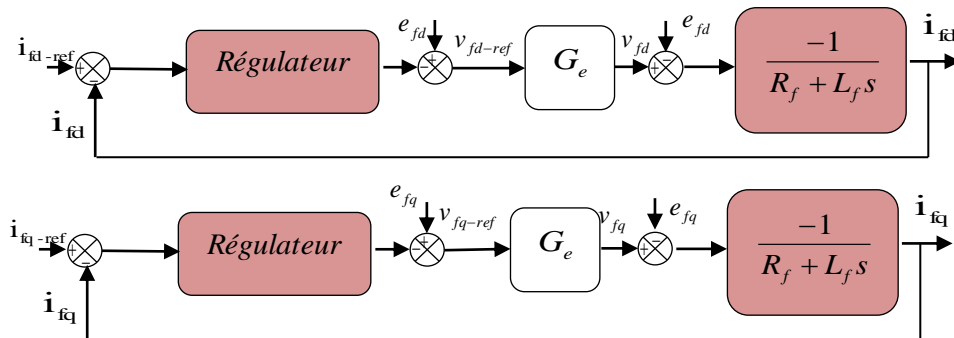 i_fd-ref
+
-
i_fd
Régulateur
e_fd
-
+
v_fd-ref
G_e
v_fd
+
-
e_fd
-1
R_f + L_f s
i_fd
i_fq-ref
+
-
i_fq
Régulateur
e_fq
-
+
v_fq-ref
G_e
v_fq
+
-
e_fq
-1
R_f + L_f s
i_fq